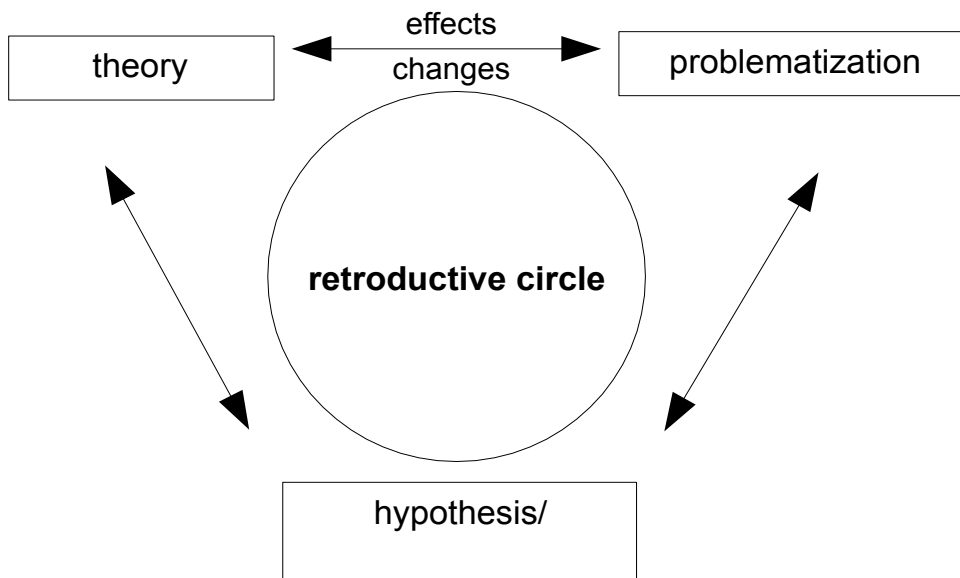 effects
theory
changes
problematization
retroductive circle
hypothesis/